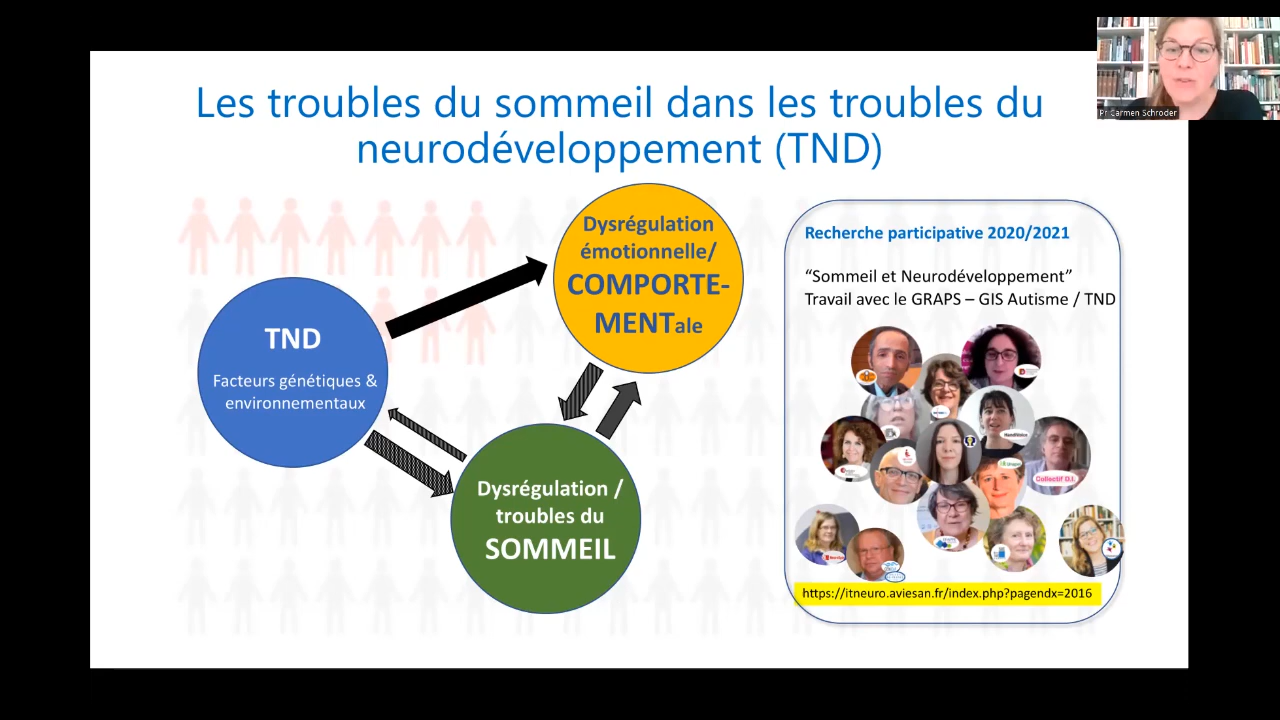 Les troubles du sommeil dans les troubles du
neurodéveloppement (TND)
Pr Carmen Schroder
Dysrégulation
émotionnelle/
COMPORTE-
MENTale
TND
Facteurs génétiques &
environnementaux
Dysrégulation /
troubles du
SOMMEIL
Recherche participative 2020/2021
“Sommeil et Neurodéveloppement”
Travail avec le GRAPS – GIS Autisme / TND
Collectif D.I.
https://itneuro.aviesan.fr/index.php?pagendx=2016